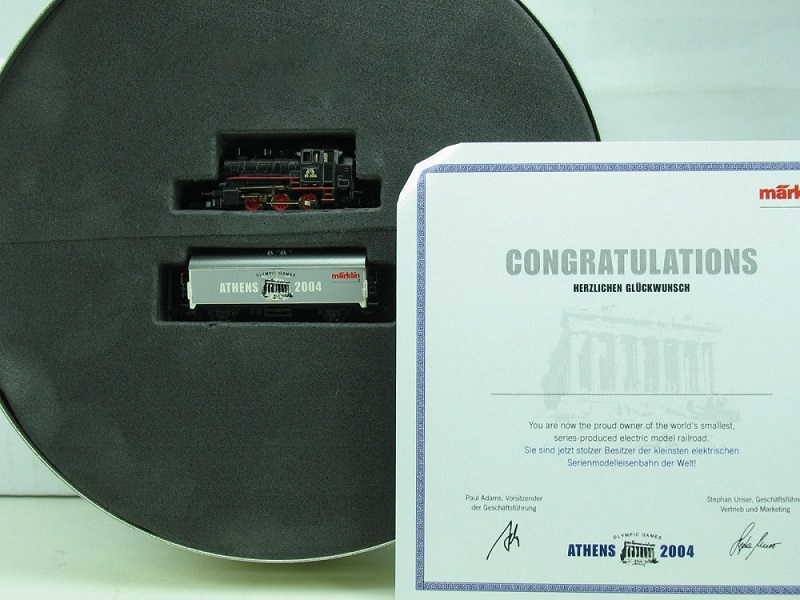 OLYMPIC GAMES
märklin
ATHENS 2004
CONGRATULATIONS
HERZLICHEN GLÜCKWUNSCH
You are now the proud owner of the world's smallest,
series-produced electric model railroad.
Sie sind jetzt stolzer Besitzer der kleinsten elektrischen
Serienmodelleisenbahn der Welt!
Paul Adams, Vorsitzender
der Geschäftsführung
Stephan Unser, Geschäftsführ
Vertrieb und Marketing
OLYMPIC GAMES
ATHENS 2004